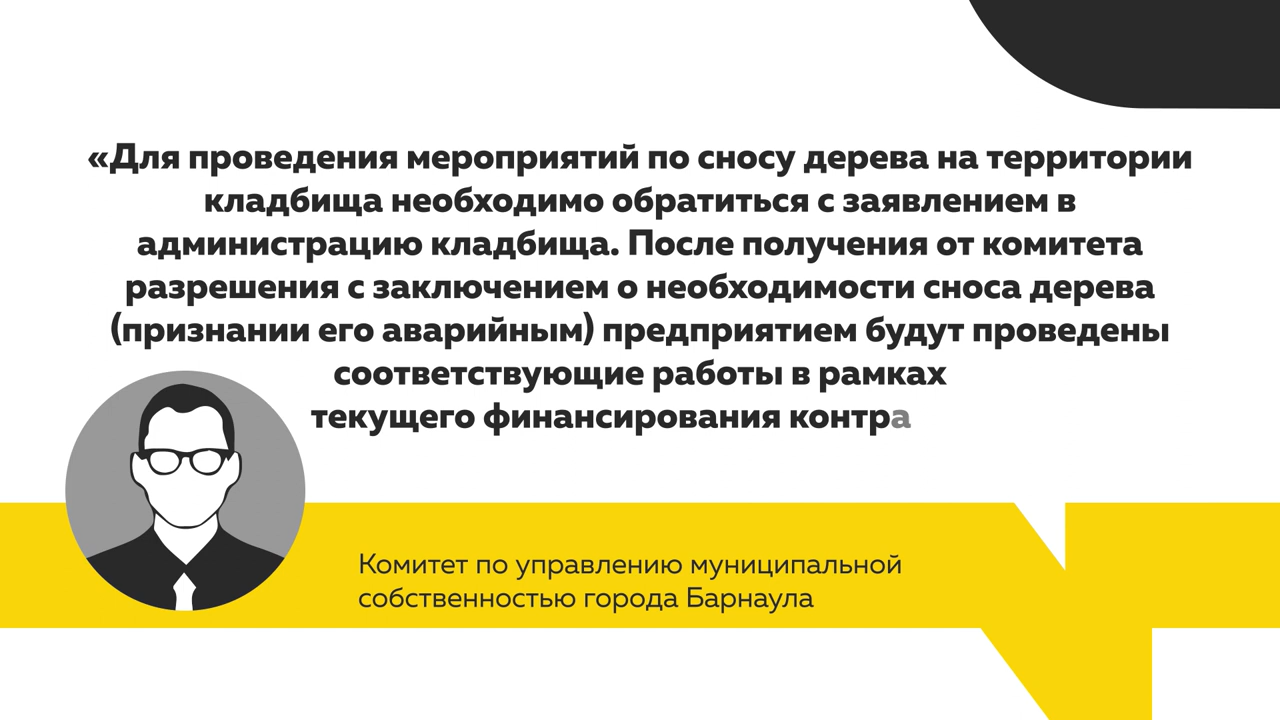 «Для проведения мероприятий по сносу дерева на территории
кладбища необходимо обратиться с заявлением в
администрацию кладбища. После получения от комитета
разрешения с заключением о необходимости сноса дерева
(признании его аварийным) предприятием будут проведены
соответствующие работы в рамках
текущего финансирования контра
Комитет по управлению муниципальной
собственностью города Барнаула